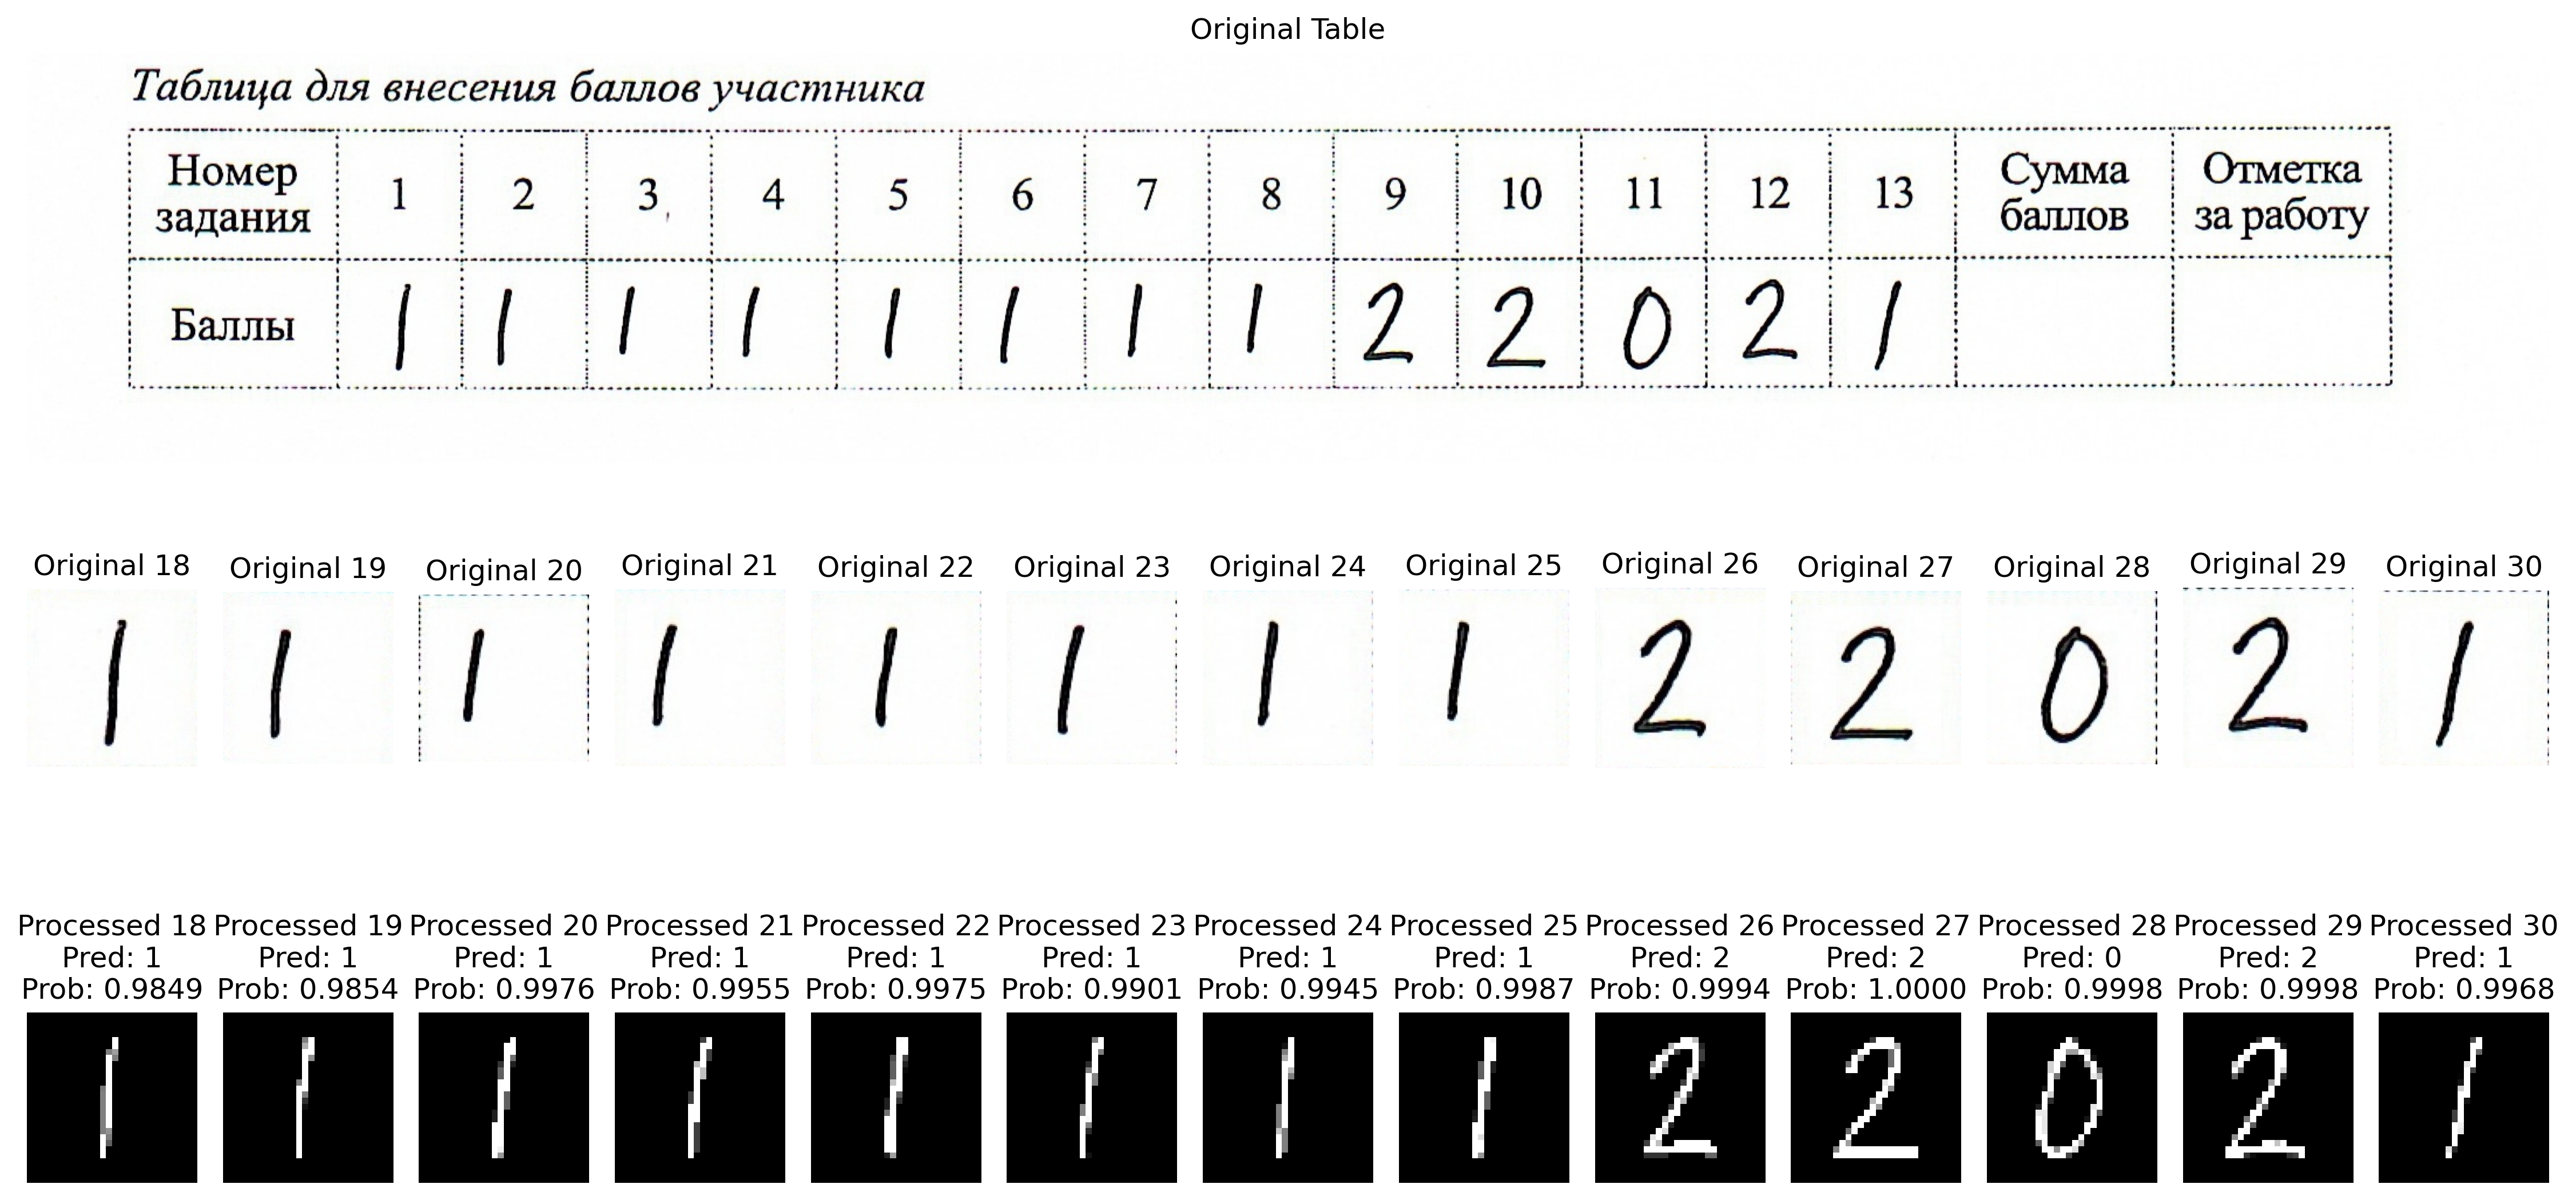 Original Table
Таблица для внесения баллов участника
Номер задания 1 2 3 4 5 6 7 8 9 10 11 12 13 Сумма баллов Отметка за работу
Баллы 1 1 1 1 1 1 1 1 2 2 0 2 1
Original 18 Original 19 Original 20 Original 21 Original 22 Original 23 Original 24 Original 25 Original 26 Original 27 Original 28 Original 29 Original 30
1 1 1 1 1 1 1 1 2 2 0 2 1
Processed 18 Processed 19 Processed 20 Processed 21 Processed 22 Processed 23 Processed 24 Processed 25 Processed 26 Processed 27 Processed 28 Processed 29 Processed 30
Pred: 1 Pred: 1 Pred: 1 Pred: 1 Pred: 1 Pred: 1 Pred: 1 Pred: 1 Pred: 2 Pred: 2 Pred: 0 Pred: 2 Pred: 1
Prob: 0.9849 Prob: 0.9854 Prob: 0.9976 Prob: 0.9955 Prob: 0.9975 Prob: 0.9901 Prob: 0.9945 Prob: 0.9987 Prob: 0.9994 Prob: 1.0000 Prob: 0.9998 Prob: 0.9998 Prob: 0.9968
1 1 1 1 1 1 1 1 2 2 0 2 1